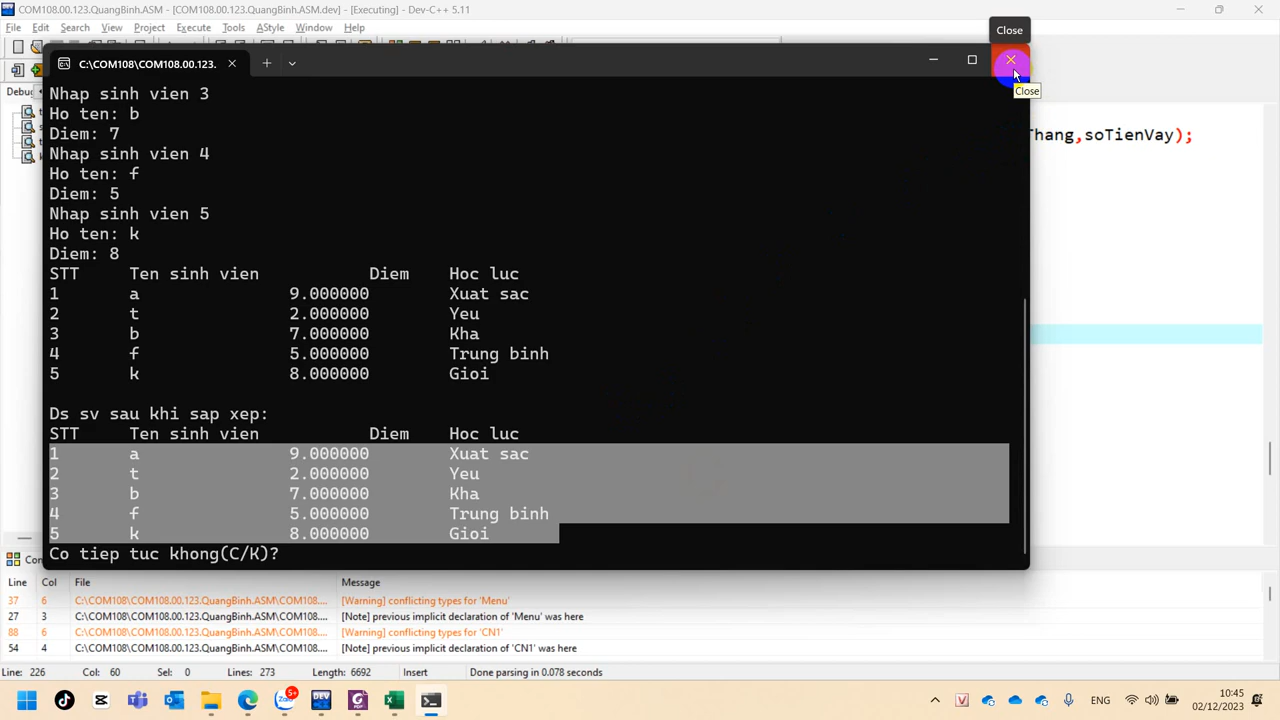 COM108.00.123.QuangBinh.ASM - [COM108.00.123.QuangBinh.ASM.dev] - [Executing] - Dev-C++ 5.11
File Edit Search View Project Execute Tools AStyle Window Help
Close
C:\COM108\COM108.00.123.
Close
Debug
Nhap sinh vien 3
Ho ten: b
Diem: 7
Nhap sinh vien 4
Ho ten: f
Diem: 5
Nhap sinh vien 5
Ho ten: k
Diem: 8
STT Ten sinh vien Diem Hoc luc
1 a 9.000000 Xuat sac
2 t 2.000000 Yeu
3 b 7.000000 Kha
4 f 5.000000 Trung binh
5 k 8.000000 Gioi
Ds sv sau khi sap xep:
STT Ten sinh vien Diem Hoc luc
1 a 9.000000 Xuat sac
2 t 2.000000 Yeu
3 b 7.000000 Kha
4 f 5.000000 Trung binh
5 k 8.000000 Gioi
Co tiep tuc khong(C/K)?
Thang,soTienVay);
Line Col File Message
37 6 C:\COM108\COM108.00.123.QuangBinh.ASM\COM108.... [Warning] conflicting types for 'Menu'
27 3 C:\COM108\COM108.00.123.QuangBinh.ASM\COM108.... [Note] previous implicit declaration of 'Menu' was here
88 6 C:\COM108\COM108.00.123.QuangBinh.ASM\COM108.... [Warning] conflicting types for 'CN1'
54 4 C:\COM108\COM108.00.123.QuangBinh.ASM\COM108.... [Note] previous implicit declaration of 'CN1' was here
Line: 226 Col: 60 Sel: 0 Lines: 273 Length: 6692 Insert Done parsing in 0.078 seconds
Zalo 5+ DEV PDF ENG 10:45
02/12/2023